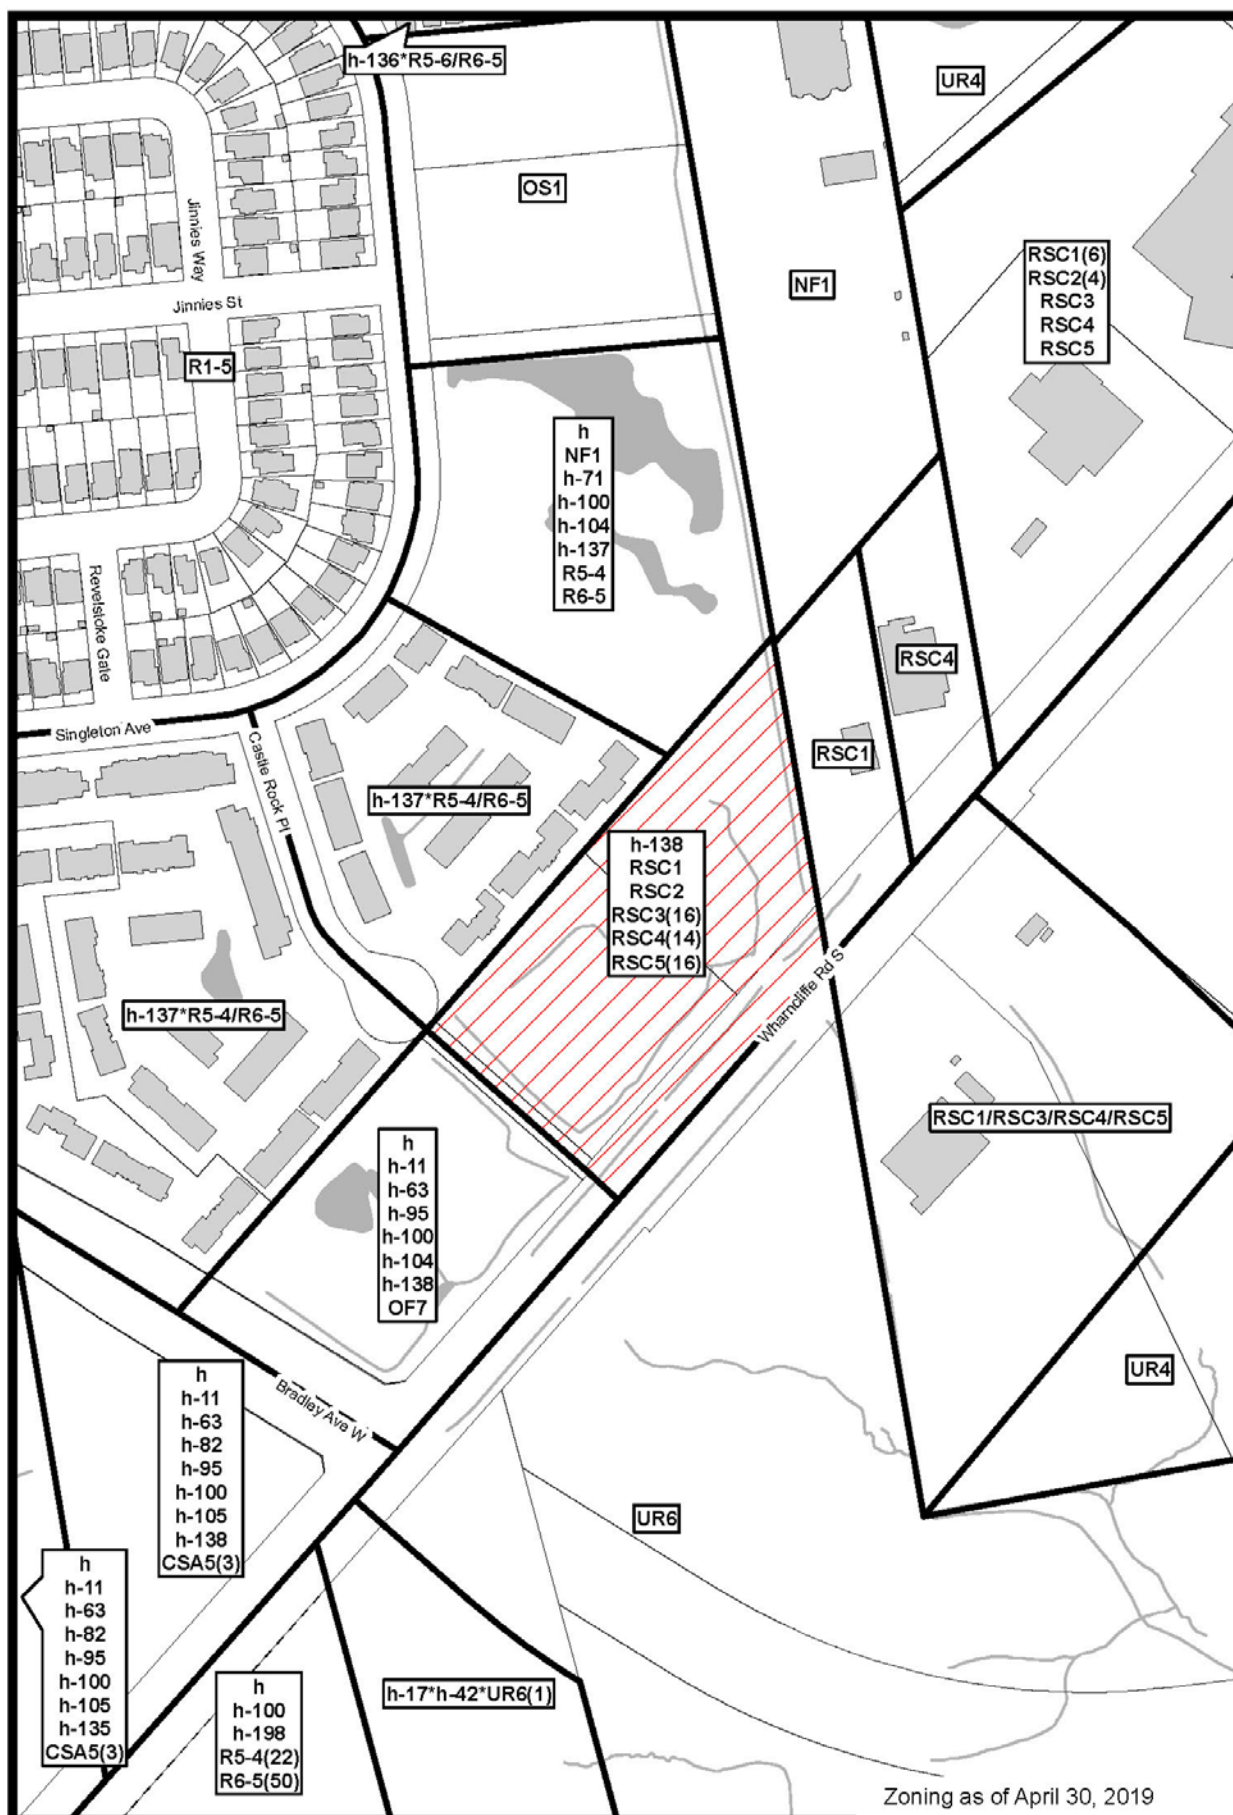 h-136*R5-6/R6-5
UR4
OS1
Jinnies Way
NF1
RSC1(6)
RSC2(4)
RSC3
RSC4
RSC5
Jinnies St
R1-5
h
NF1
h-71
h-100
h-104
h-137
R5-4
R6-5
Revelstoke Gate
RSC4
Singleton Ave
Castle Rock Pl
RSC1
h-137*R5-4/R6-5
h-138
RSC1
RSC2
RSC3(16)
RSC4(14)
RSC5(16)
Wharncliffe Rd S
h-137*R5-4/R6-5
RSC1/RSC3/RSC4/RSC5
h
h-11
h-63
h-95
h-100
h-104
h-138
OF7
UR4
Bradley Ave W
h
h-11
h-63
h-82
h-95
h-100
h-105
h-138
CSA5(3)
UR6
h
h-11
h-63
h-82
h-95
h-100
h-105
h-135
CSA5(3)
h
h-100
h-198
R5-4(22)
R6-5(50)
h-17*h-42*UR6(1)
Zoning as of April 30, 2019